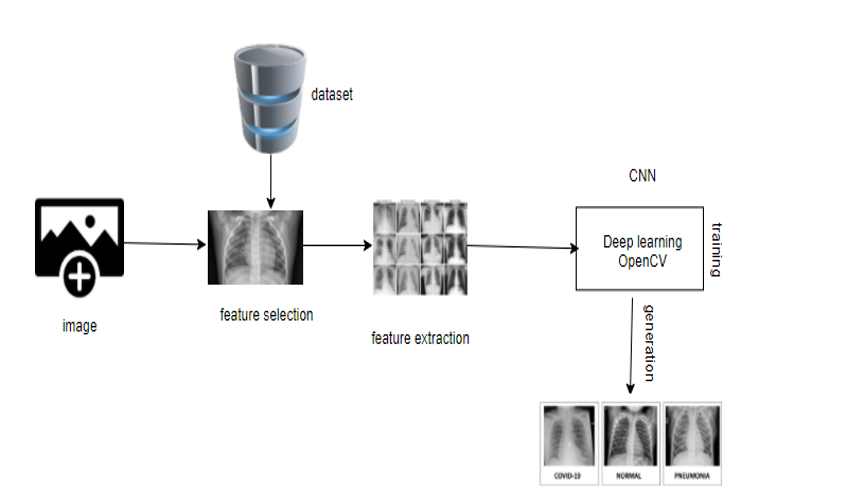 dataset
CNN
Deep learning
OpenCV
training
image
feature selection
feature extraction
generation
COVID-19
NORMAL
PNEUMONIA